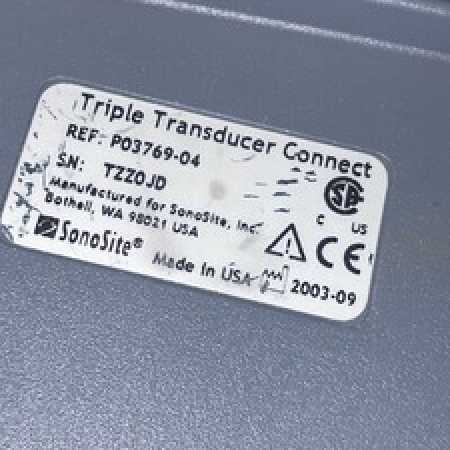 Triple Transducer Connect
REF: P03769-04
SN: TZZ0JD
Manufactured for SonoSite, Inc.
Bothell, WA 98021 USA
SonoSite®
Made In USA
2003-09
C US
CE